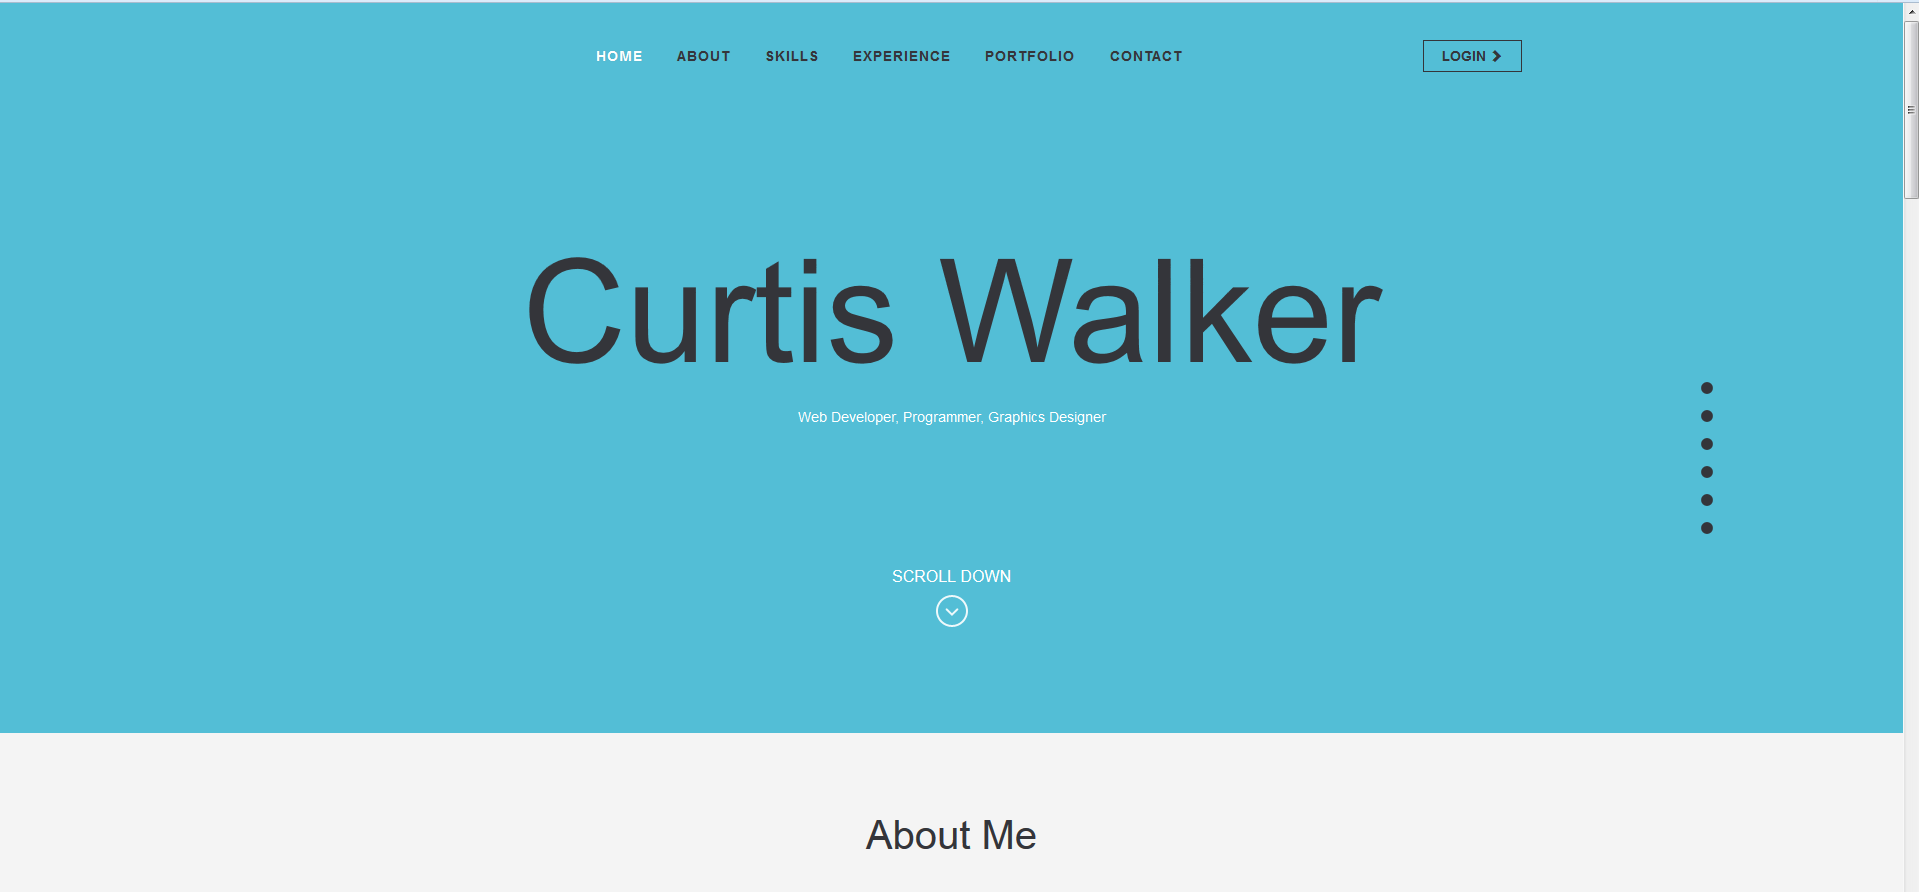 HOME ABOUT SKILLS EXPERIENCE PORTFOLIO CONTACT LOGIN
Curtis Walker
Web Developer, Programmer, Graphics Designer
SCROLL DOWN
About Me